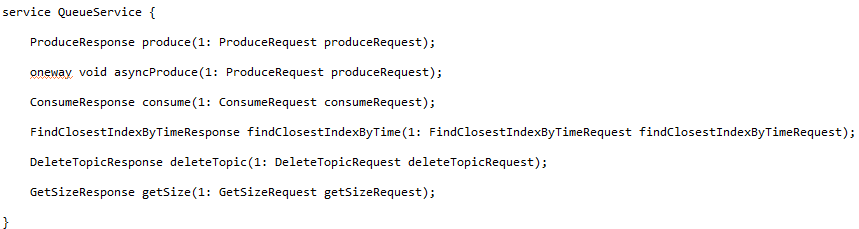 service QueueService {
ProduceResponse produce(1: ProduceRequest produceRequest);
oneway void asyncProduce(1: ProduceRequest produceRequest);
ConsumeResponse consume(1: ConsumeRequest consumeRequest);
FindClosestIndexByTimeResponse findClosestIndexByTime(1: FindClosestIndexByTimeRequest findClosestIndexByTimeRequest);
DeleteTopicResponse deleteTopic(1: DeleteTopicRequest deleteTopicRequest);
GetSizeResponse getSize(1: GetSizeRequest getSizeRequest);
}